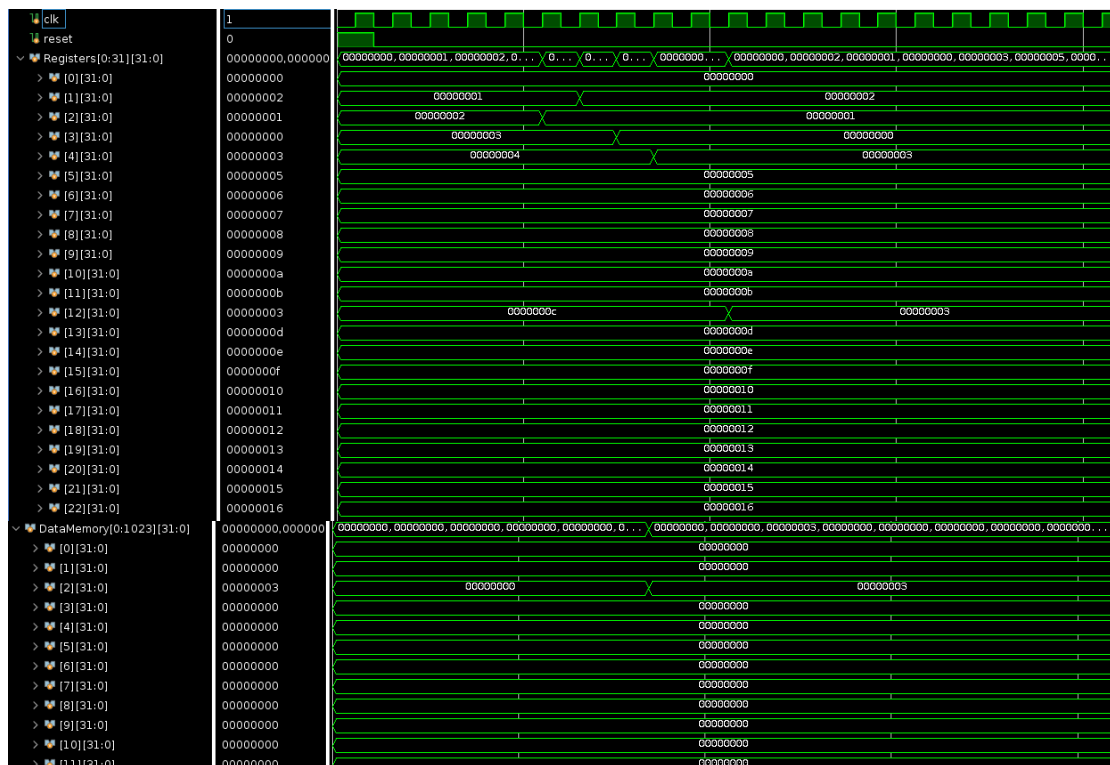 clk 1
reset 0
Registers[0:31][31:0] 00000000,000000 00000000,00000001,00000002,0... 0... 0... 0... 0000000... 00000000,00000002,00000001,00000000,00000003,00000005,0000...
[0][31:0] 00000000 00000000
[1][31:0] 00000002 00000001 00000002
[2][31:0] 00000001 00000002 00000001
[3][31:0] 00000000 00000003 00000000
[4][31:0] 00000003 00000004 00000003
[5][31:0] 00000005 00000005
[6][31:0] 00000006 00000006
[7][31:0] 00000007 00000007
[8][31:0] 00000008 00000008
[9][31:0] 00000009 00000009
[10][31:0] 0000000a 0000000a
[11][31:0] 0000000b 0000000b
[12][31:0] 00000003 0000000c 00000003
[13][31:0] 0000000d 0000000d
[14][31:0] 0000000e 0000000e
[15][31:0] 0000000f 0000000f
[16][31:0] 00000010 00000010
[17][31:0] 00000011 00000011
[18][31:0] 00000012 00000012
[19][31:0] 00000013 00000013
[20][31:0] 00000014 00000014
[21][31:0] 00000015 00000015
[22][31:0] 00000016 00000016
DataMemory[0:1023][31:0] 00000000,000000 00000000,00000000,00000000,00000000,00000000,0... 00000000,00000000,00000003,00000000,00000000,00000000,00000000,0000000...
[0][31:0] 00000000 00000000
[1][31:0] 00000000 00000000
[2][31:0] 00000003 00000000 00000003
[3][31:0] 00000000 00000000
[4][31:0] 00000000 00000000
[5][31:0] 00000000 00000000
[6][31:0] 00000000 00000000
[7][31:0] 00000000 00000000
[8][31:0] 00000000 00000000
[9][31:0] 00000000 00000000
[10][31:0] 00000000 00000000
[11][31:0] 00000000 00000000